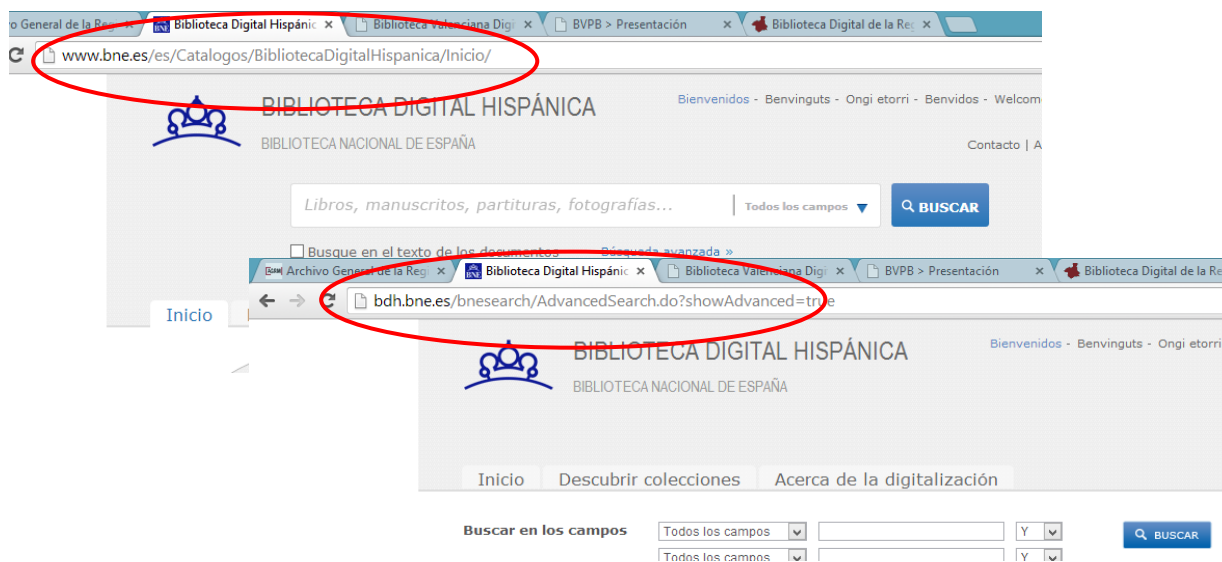 vo General de la Reg Biblioteca Digital Hispánic Biblioteca Valenciana Digi BVPB > Presentación Biblioteca Digital de la Reg
www.bne.es/es/Catalogos/BibliotecaDigitalHispanica/Inicio/
BIBLIOTECA DIGITAL HISPÁNICA
Bienvenidos - Benvinguts - Ongi etorri - Benvidos - Welcom
BIBLIOTECA NACIONAL DE ESPAÑA
Contacto | A
Libros, manuscritos, partituras, fotografías... Todos los campos BUSCAR
Busque en el texto de los documentos Búsqueda avanzada »
Inicio
Archivo General de la Regi Biblioteca Digital Hispánic Biblioteca Valenciana Digi BVPB > Presentación Biblioteca Digital de la Re
bdh.bne.es/bnesearch/AdvancedSearch.do?showAdvanced=true
BIBLIOTECA DIGITAL HISPÁNICA
Bienvenidos - Benvinguts - Ongi etorri
BIBLIOTECA NACIONAL DE ESPAÑA
Inicio Descubrir colecciones Acerca de la digitalización
Buscar en los campos Todos los campos Y BUSCAR
Todos los campos Y